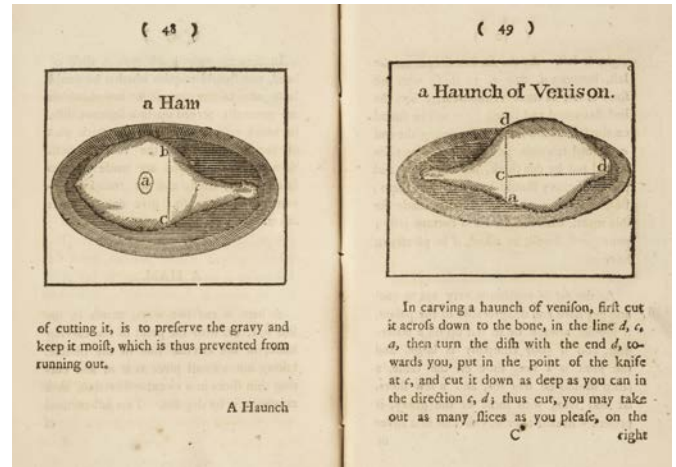 ( 48 )
a Ham
b
a
c
of cutting it, is to preſerve the gravy and
keep it moiſt, which is thus prevented from
running out.
A Haunch
( 49 )
a Haunch of Veniſon.
d
c
d
a
In carving a haunch of veniſon, firſt cut
it acroſs down to the bone, in the line d, c,
a, then turn the diſh with the end d, to-
wards you, put in the point of the knife
at c, and cut it down as deep as you can in
the direction c, d; thus cut, you may take
out as many ſlices as you pleaſe, on the
C
right